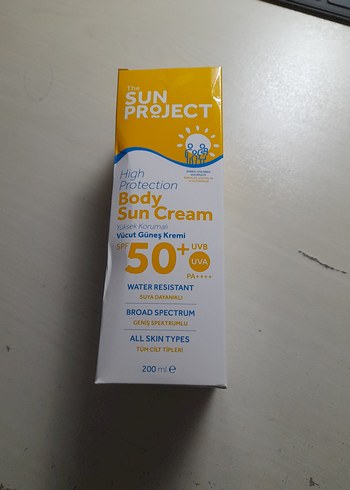 The
SUN
PROJECT
High
Protection
Body
Sun Cream
Yüksek Korumalı
Vücut Güneş Kremi
SPF 50+ UVB
UVA
PA++++
WATER RESISTANT
SUYA DAYANIKLI
BROAD SPECTRUM
GENİŞ SPEKTRUMLU
ALL SKIN TYPES
TÜM CİLT TİPLERİ
200 ml e